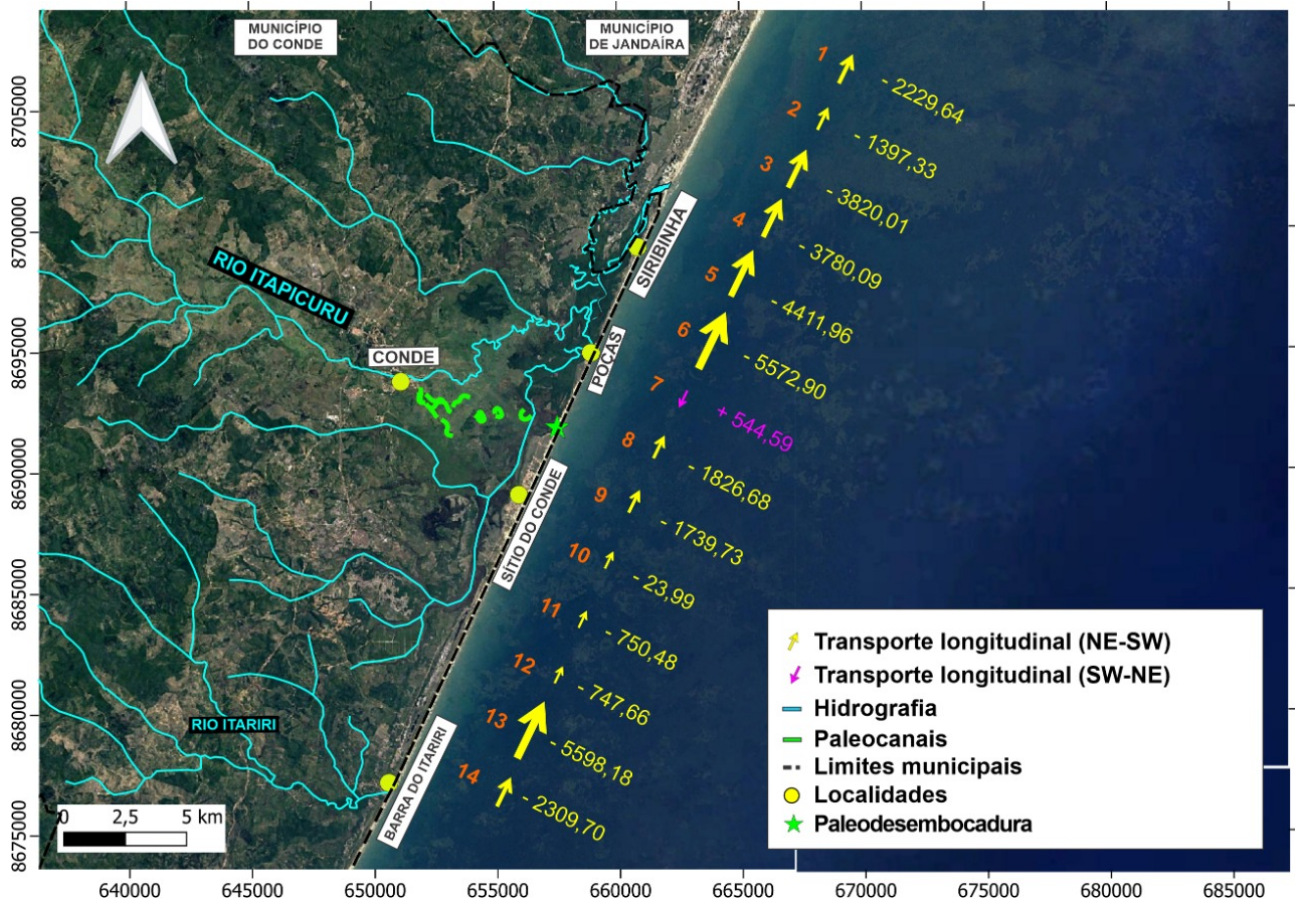 MUNICÍPIO
DO CONDE
MUNICÍPIO
DE JANDAÍRA
1
- 2229,64
8705000
2
- 1397,33
3
- 3820,01
8700000
4
- 3780,09
SIRIBINHA
5
- 4411,96
RIO ITAPICURU
6
- 5572,90
8695000
CONDE
POÇAS
7
+ 544,59
8
- 1826,68
8690000
9
- 1739,73
SÍTIO DO CONDE
10
- 23,99
8685000
11
- 750,48
12
- 747,66
8680000
RIO ITARIRI
13
- 5598,18
14
- 2309,70
BARRA DO ITARIRI
8675000
0 2,5 5 km
Transporte longitudinal (NE-SW)
Transporte longitudinal (SW-NE)
Hidrografia
Paleocanais
Limites municipais
Localidades
Paleodesembocadura
640000 645000 650000 655000 660000 665000 670000 675000 680000 685000